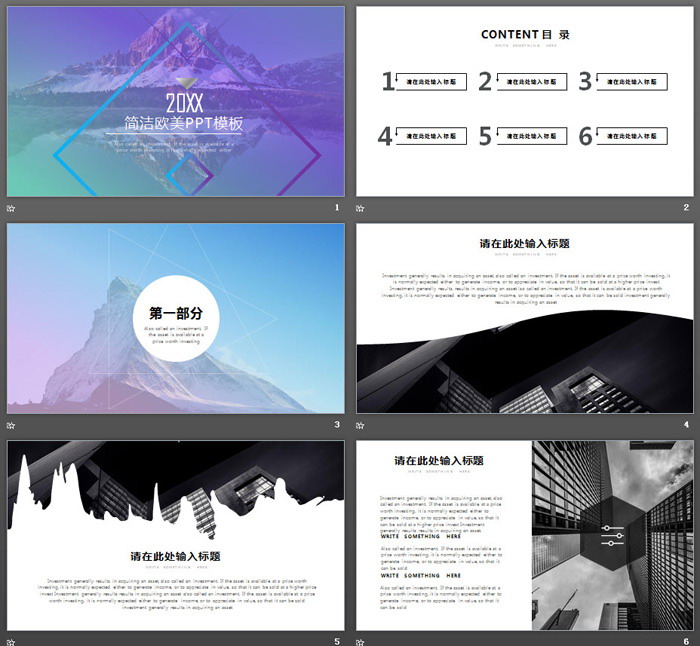 20XX
简洁欧美PPT模板
Also called an investment. If the asset is available at a
price worth investing
1
CONTENT 目 录
WRITE SOMETHING HERE
1 请在此处输入标题
2 请在此处输入标题
3 请在此处输入标题
4 请在此处输入标题
5 请在此处输入标题
6 请在此处输入标题
2
第一部分
Also called an investment. If
the asset is available at a
price worth investing
3
请在此处输入标题
WRITE SOMETHING HERE
Investment generally results in acquiring an asset, also called an investment. If the asset is available at a price worth investing, it
is normally expected either to generate income, or to appreciate in value, so that it can be sold at a higher price invest.
Investment generally results results in acquiring an asset, also called an investment. If the asset is available at a price worth
investing, it is normally expected either to generate income, or to appreciate in value, so that it can be sold investment generally
results in acquiring an asset
4
请在此处输入标题
WRITE SOMETHING HERE
Investment generally results in acquiring an asset, also called an investment. If the asset is available at a price worth
investing, it is normally expected either to generate income, or to appreciate in value, so that it can be sold at a higher price
invest.Investment generally results in acquiring an asset, also called an investment. If the asset is available at a price worth
investing, it is normally expected either to generate income, or to appreciate in value, so that it can be sold
investment generally results in acquiring an asset
5
请在此处输入标题
WRITE SOMETHING HERE
Investment generally results in acquiring an asset, also
called an investment. If the asset is available at a price
worth investing, it is normally expected either to
generate income, or to appreciate in value, so that it
can be sold at a higher price invest.Investment
generally results in acquiring an asset,
WRITE SOMETHING HERE
Also called an investment. If the asset is available at a
price worth investing, it is normally expected either to
generate income, or to appreciate in value, so that it
can be sold
WRITE SOMETHING HERE
Also called an investment. If the asset is available at a
price worth investing, it is normally expected either to
generate income, or to appreciate in value, so that it
can be sold
6